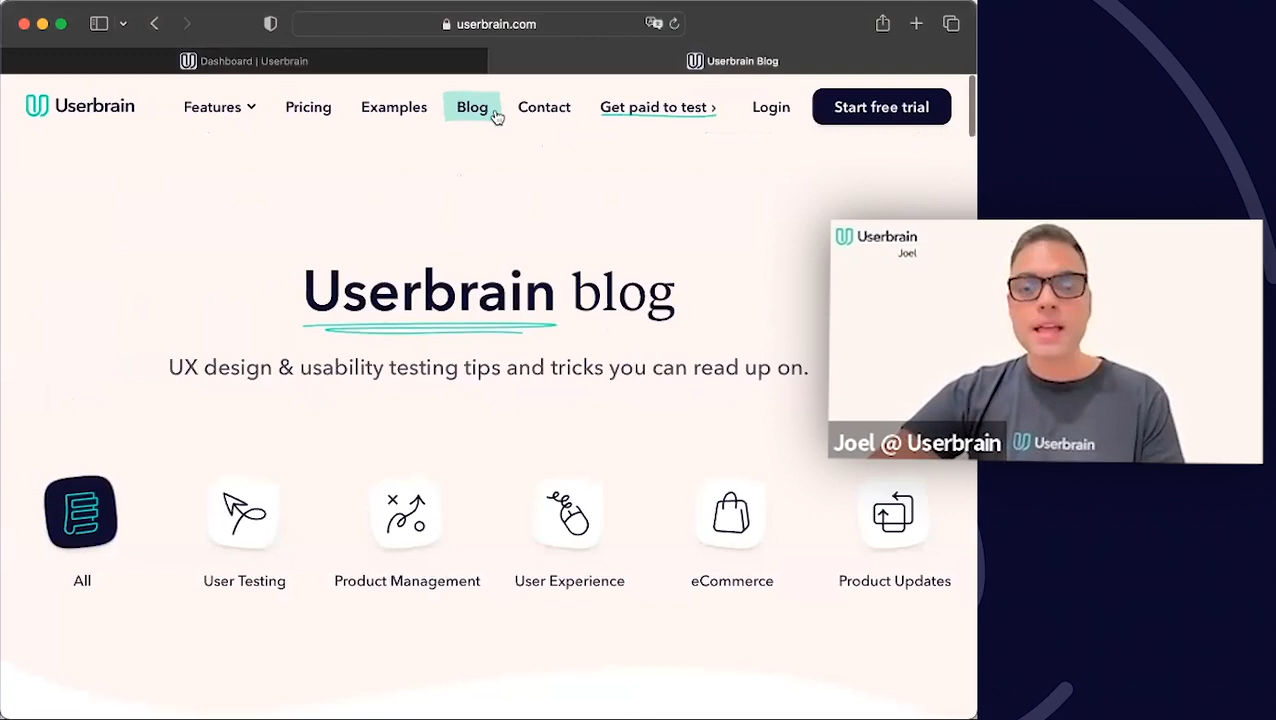 userbrain.com
Dashboard | Userbrain
Userbrain Blog
Userbrain
Features
Pricing
Examples
Blog
Contact
Get paid to test ›
Login
Start free trial
Userbrain blog
UX design & usability testing tips and tricks you can read up on.
Userbrain
Joel
Joel @ Userbrain
Userbrain
All
User Testing
Product Management
User Experience
eCommerce
Product Updates